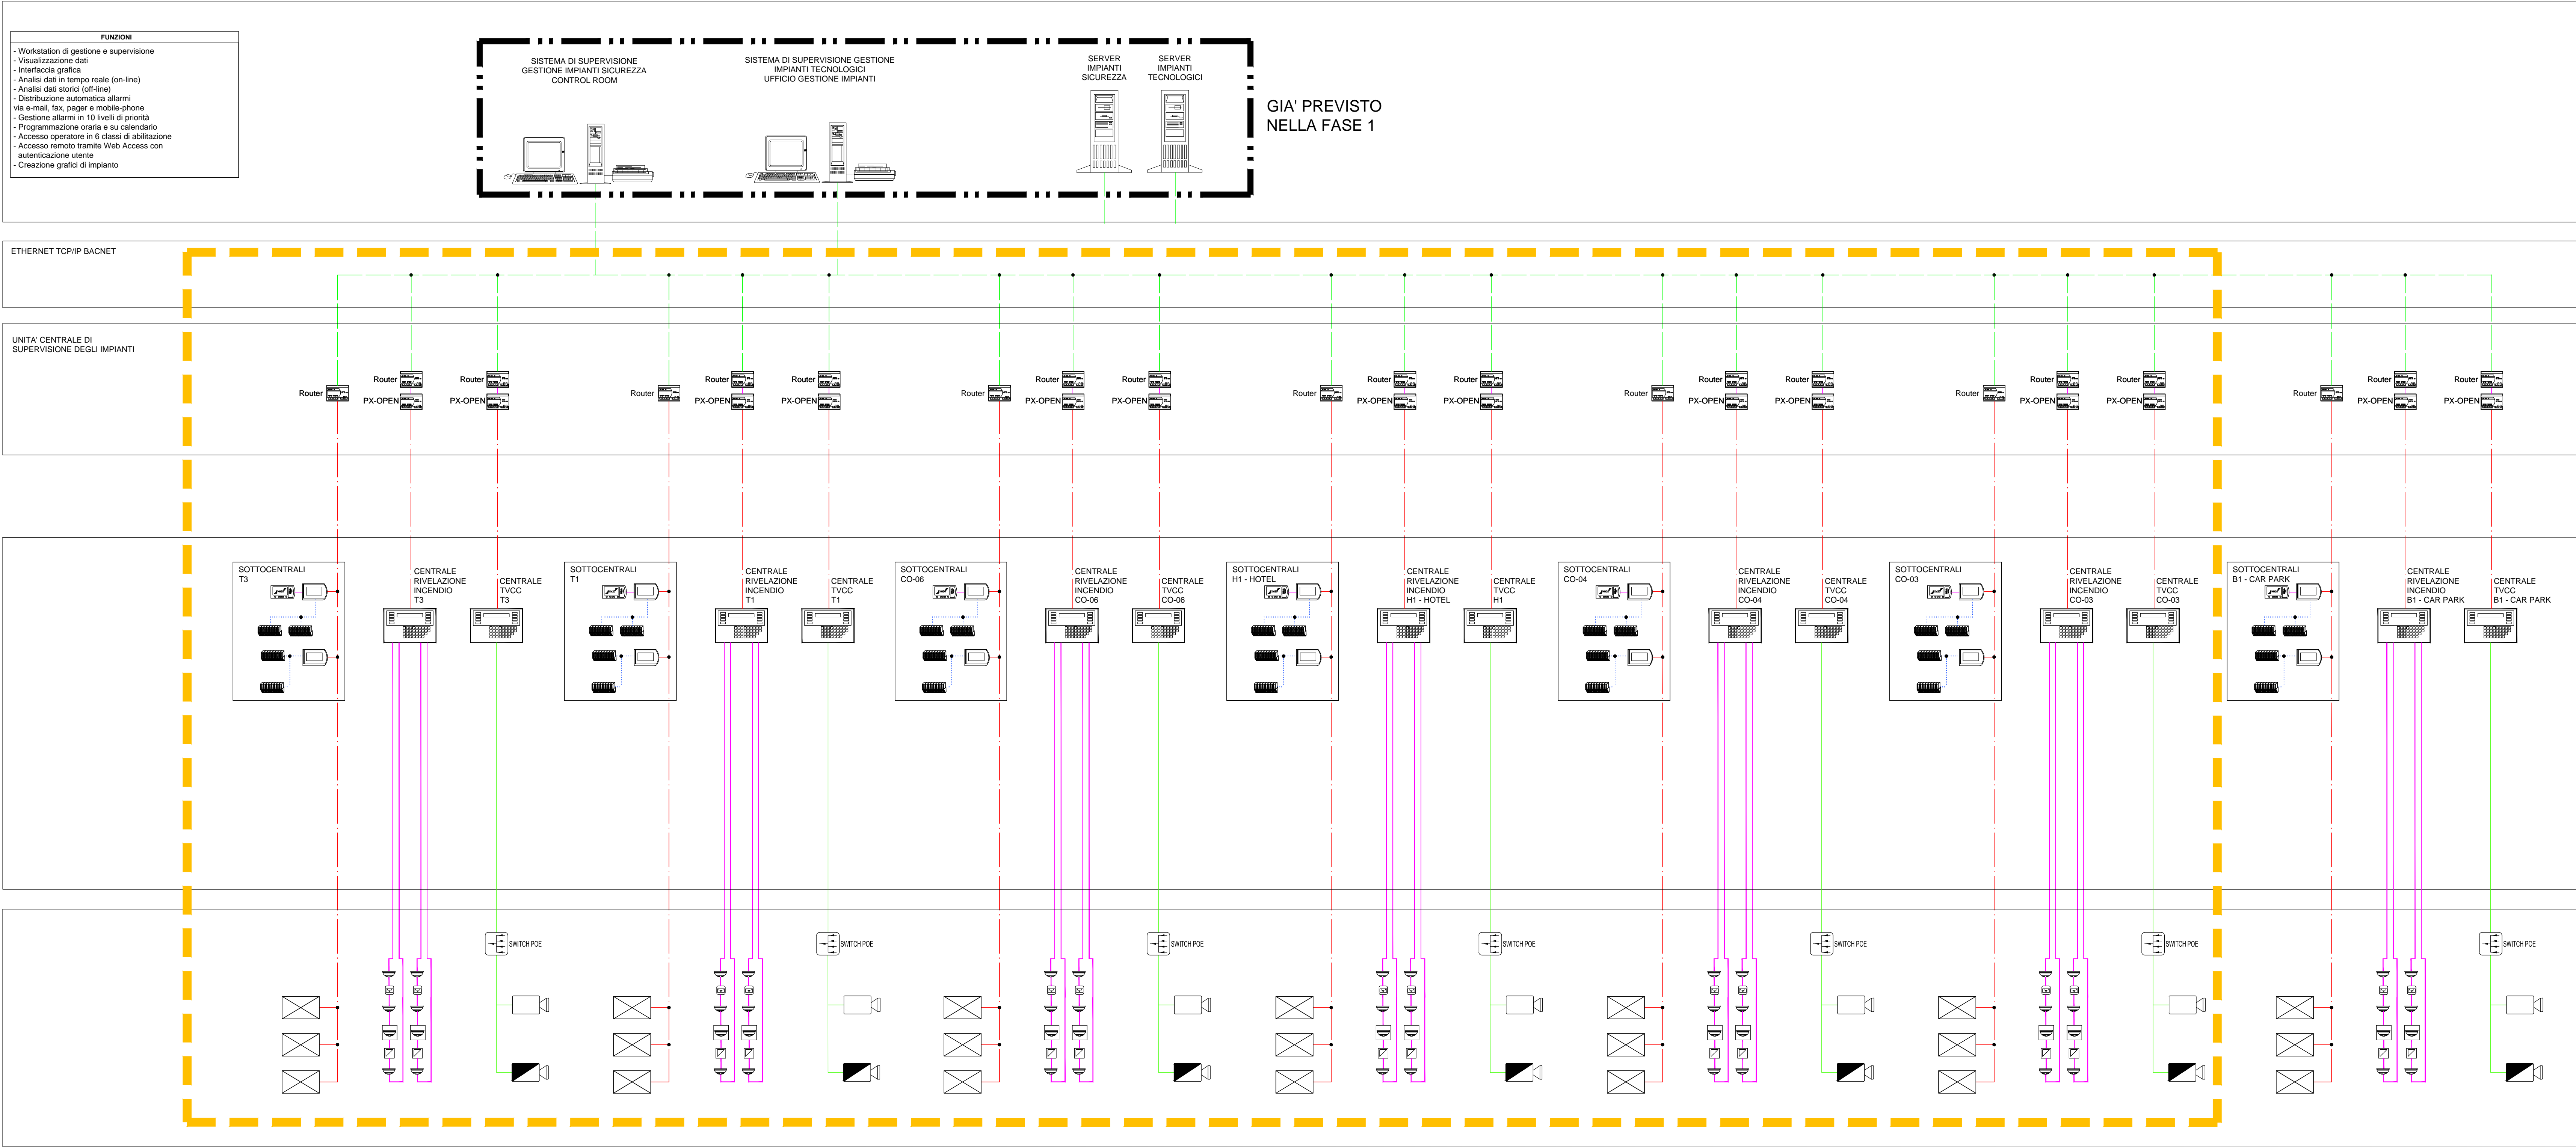 FUNZIONI
- Workstation di gestione e supervisione
- Visualizzazione dati
- Interfaccia grafica
- Analisi dati in tempo reale (on-line)
- Analisi dati storici (off-line)
- Distribuzione automatica allarmi
via e-mail, fax, pager e mobile-phone
- Gestione allarmi in 10 livelli di priorità
- Programmazione oraria e su calendario
- Accesso operatore in 6 classi di abilitazione
- Accesso remoto tramite Web Access con
autenticazione utente
- Creazione grafici di impianto
SISTEMA DI SUPERVISIONE
GESTIONE IMPIANTI SICUREZZA
CONTROL ROOM
SISTEMA DI SUPERVISIONE GESTIONE
IMPIANTI TECNOLOGICI
UFFICIO GESTIONE IMPIANTI
SERVER
IMPIANTI
SICUREZZA
SERVER
IMPIANTI
TECNOLOGICI
GIA' PREVISTO
NELLA FASE 1
ETHERNET TCP/IP BACNET
UNITA' CENTRALE DI
SUPERVISIONE DEGLI IMPIANTI
Router
Router
PX-OPEN
Router
PX-OPEN
Router
Router
PX-OPEN
Router
PX-OPEN
Router
Router
PX-OPEN
Router
PX-OPEN
Router
Router
PX-OPEN
Router
PX-OPEN
Router
Router
PX-OPEN
Router
PX-OPEN
Router
Router
PX-OPEN
Router
PX-OPEN
Router
Router
PX-OPEN
Router
PX-OPEN
SOTTOCENTRALI
T3
CENTRALE
RIVELAZIONE
INCENDIO
T3
CENTRALE
TVCC
T3
SOTTOCENTRALI
T1
CENTRALE
RIVELAZIONE
INCENDIO
T1
CENTRALE
TVCC
T1
SOTTOCENTRALI
CO-06
CENTRALE
RIVELAZIONE
INCENDIO
CO-06
CENTRALE
TVCC
CO-06
SOTTOCENTRALI
H1 - HOTEL
CENTRALE
RIVELAZIONE
INCENDIO
H1 - HOTEL
CENTRALE
TVCC
H1
SOTTOCENTRALI
CO-04
CENTRALE
RIVELAZIONE
INCENDIO
CO-04
CENTRALE
TVCC
CO-04
SOTTOCENTRALI
CO-03
CENTRALE
RIVELAZIONE
INCENDIO
CO-03
CENTRALE
TVCC
CO-03
SOTTOCENTRALI
B1 - CAR PARK
CENTRALE
RIVELAZIONE
INCENDIO
B1 - CAR PARK
CENTRALE
TVCC
B1 - CAR PARK
SWITCH POE
SWITCH POE
SWITCH POE
SWITCH POE
SWITCH POE
SWITCH POE
SWITCH POE